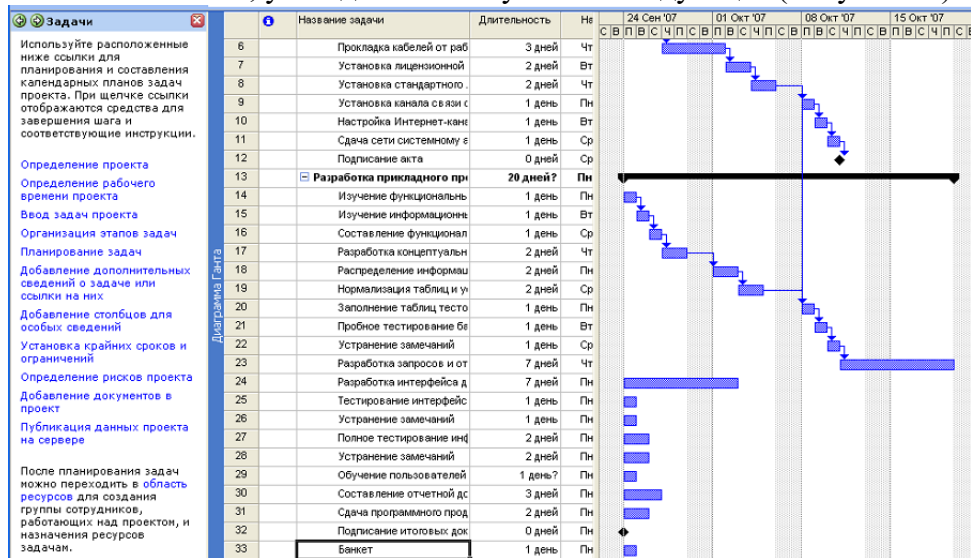 Задачи
Используйте расположенные
ниже ссылки для
планирования и составления
календарных планов задач
проекта. При щелчке ссылки
отображаются средства для
завершения шага и
соответствующие инструкции.
Определение проекта
Определение рабочего
времени проекта
Ввод задач проекта
Организация этапов задач
Планирование задач
Добавление дополнительных
сведений о задаче или
ссылки на них
Добавление столбцов для
особых сведений
Установка крайних сроков и
ограничений
Определение рисков проекта
Добавление документов в
проект
Публикация данных проекта
на сервере
После планирования задач
можно переходить в область
ресурсов для создания
группы сотрудников,
работающих над проектом, и
назначения ресурсов
задачам.
Диаграмма Ганта
Название задачи Длительность На 24 Сен '07 01 Окт '07 08 Окт '07 15 Окт '07
С В П В С Ч П С В П В С Ч П С В П В С Ч П С В П В С Ч П С
6 Прокладка кабелей от раб 3 дней Чт
7 Установка лицензионной 2 дней Вт
8 Установка стандартного 2 дней Чт
9 Установка канала связи с 1 день Пн
10 Настройка Интернет-кана 1 день Вт
11 Сдача сети системному а 1 день Ср
12 Подписание акта 0 дней Ср
13 Разработка прикладного пр 20 дней? Пн
14 Изучение функциональн 1 день Пн
15 Изучение информационн 1 день Вт
16 Составление функционал 1 день Ср
17 Разработка концептуальн 2 дней Чт
18 Распределение информац 2 дней Пн
19 Нормализация таблиц и у 2 дней Ср
20 Заполнение таблиц тесто 1 день Пн
21 Пробное тестирование ба 1 день Вт
22 Устранение замечаний 1 день Ср
23 Разработка запросов и от 7 дней Чт
24 Разработка интерфейса д 7 дней Пн
25 Тестирование интерфейс 1 день Пн
26 Устранение замечаний 1 день Пн
27 Полное тестирование инф 2 дней Пн
28 Устранение замечаний 2 дней Пн
29 Обучение пользователей 1 день? Пн
30 Составление отчетной дс 3 дней Пн
31 Сдача программного прод 2 дней Пн
32 Подписание итоговых док 0 дней Пн
33 Банкет 1 день Пн